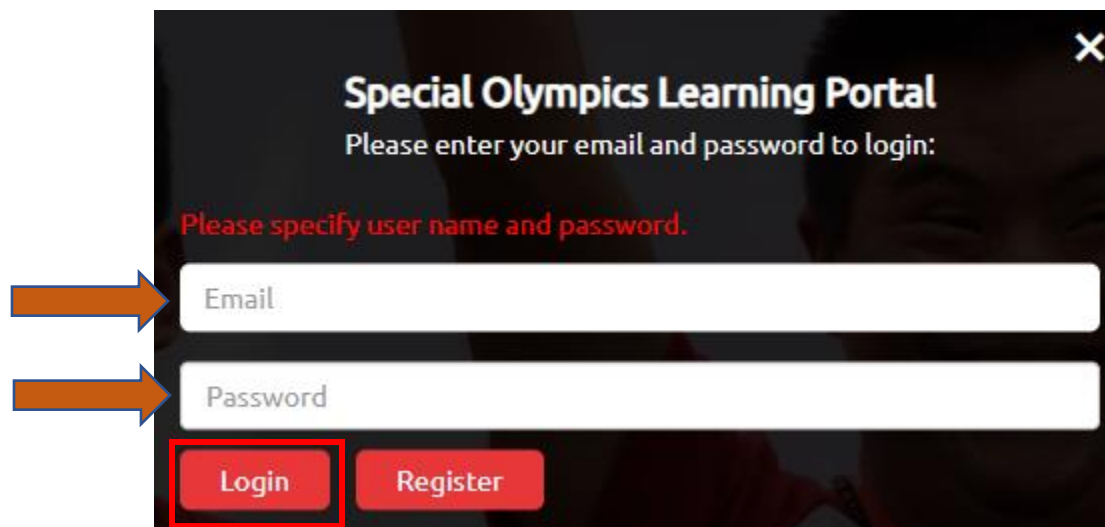 Special Olympics Learning Portal
Please enter your email and password to login:
Please specify user name and password.
Email
Password
Login Register